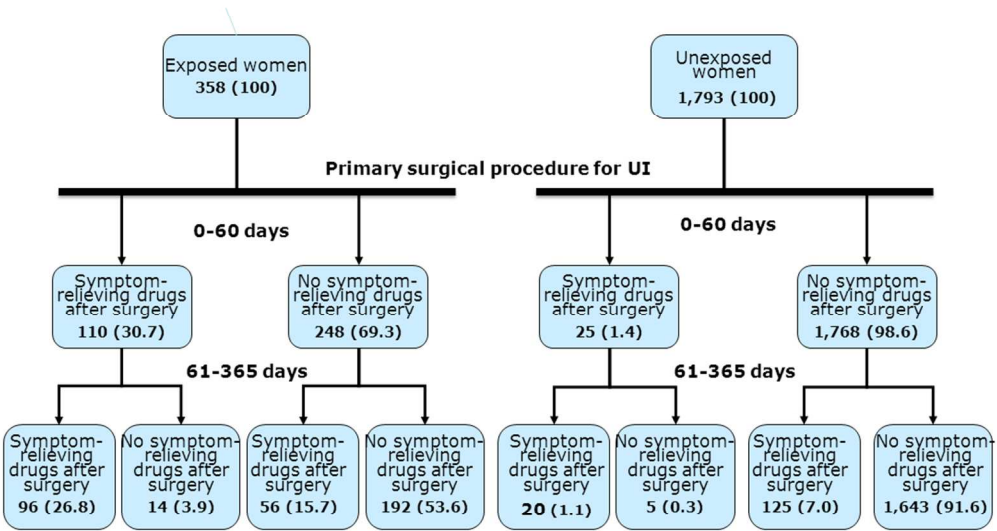 Exposed women
358 (100)
Unexposed
women
1,793 (100)
Primary surgical procedure for UI
0-60 days
0-60 days
Symptom-
relieving drugs
after surgery
110 (30.7)
No symptom-
relieving drugs
after surgery
248 (69.3)
Symptom-
relieving drugs
after surgery
25 (1.4)
No symptom-
relieving drugs
after surgery
1,768 (98.6)
61-365 days
61-365 days
Symptom-
relieving
drugs after
surgery
96 (26.8)
No symptom-
relieving
drugs after
surgery
14 (3.9)
Symptom-
relieving
drugs after
surgery
56 (15.7)
No symptom-
relieving
drugs after
surgery
192 (53.6)
Symptom-
relieving
drugs after
surgery
20 (1.1)
No symptom-
relieving
drugs after
surgery
5 (0.3)
Symptom-
relieving
drugs after
surgery
125 (7.0)
No symptom-
relieving
drugs after
surgery
1,643 (91.6)